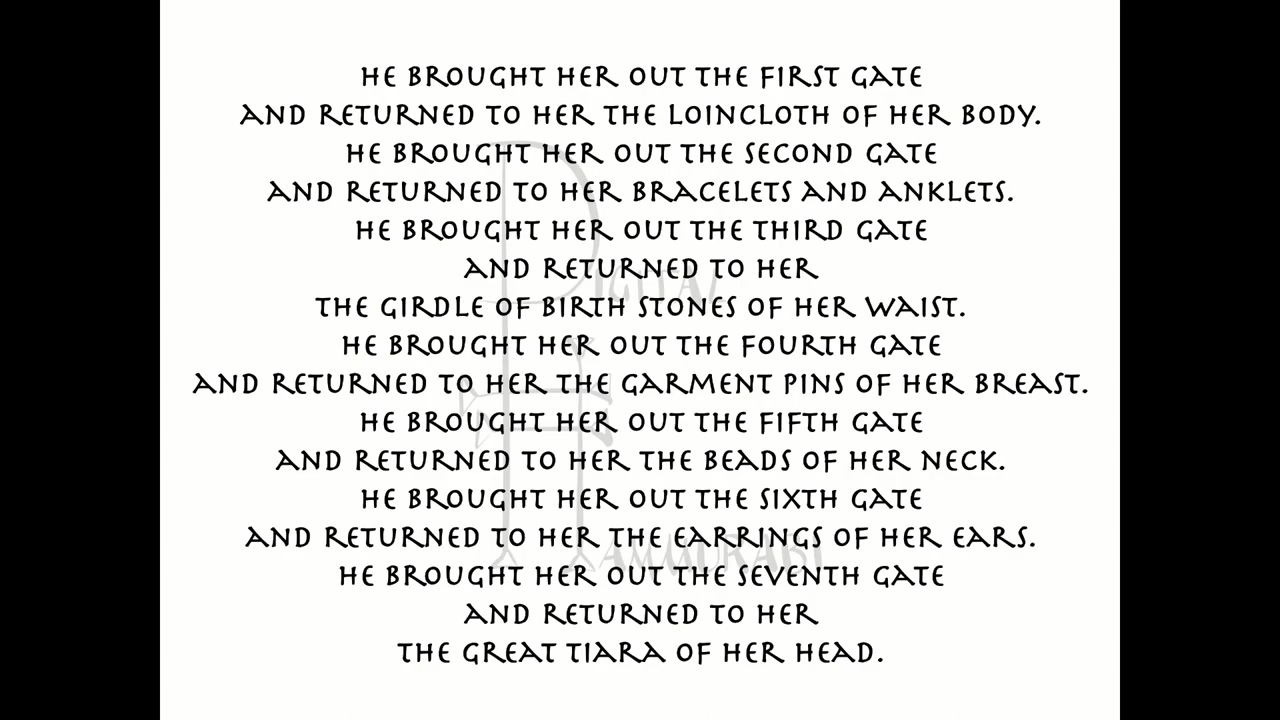 HE BROUGHT HER OUT THE FIRST GATE
AND RETURNED TO HER THE LOINCLOTH OF HER BODY.
HE BROUGHT HER OUT THE SECOND GATE
AND RETURNED TO HER BRACELETS AND ANKLETS.
HE BROUGHT HER OUT THE THIRD GATE
AND RETURNED TO HER
THE GIRDLE OF BIRTH STONES OF HER WAIST.
HE BROUGHT HER OUT THE FOURTH GATE
AND RETURNED TO HER THE GARMENT PINS OF HER BREAST.
HE BROUGHT HER OUT THE FIFTH GATE
AND RETURNED TO HER THE BEADS OF HER NECK.
HE BROUGHT HER OUT THE SIXTH GATE
AND RETURNED TO HER THE EARRINGS OF HER EARS.
HE BROUGHT HER OUT THE SEVENTH GATE
AND RETURNED TO HER
THE GREAT TIARA OF HER HEAD.
DIGITAL
HAMMURABI